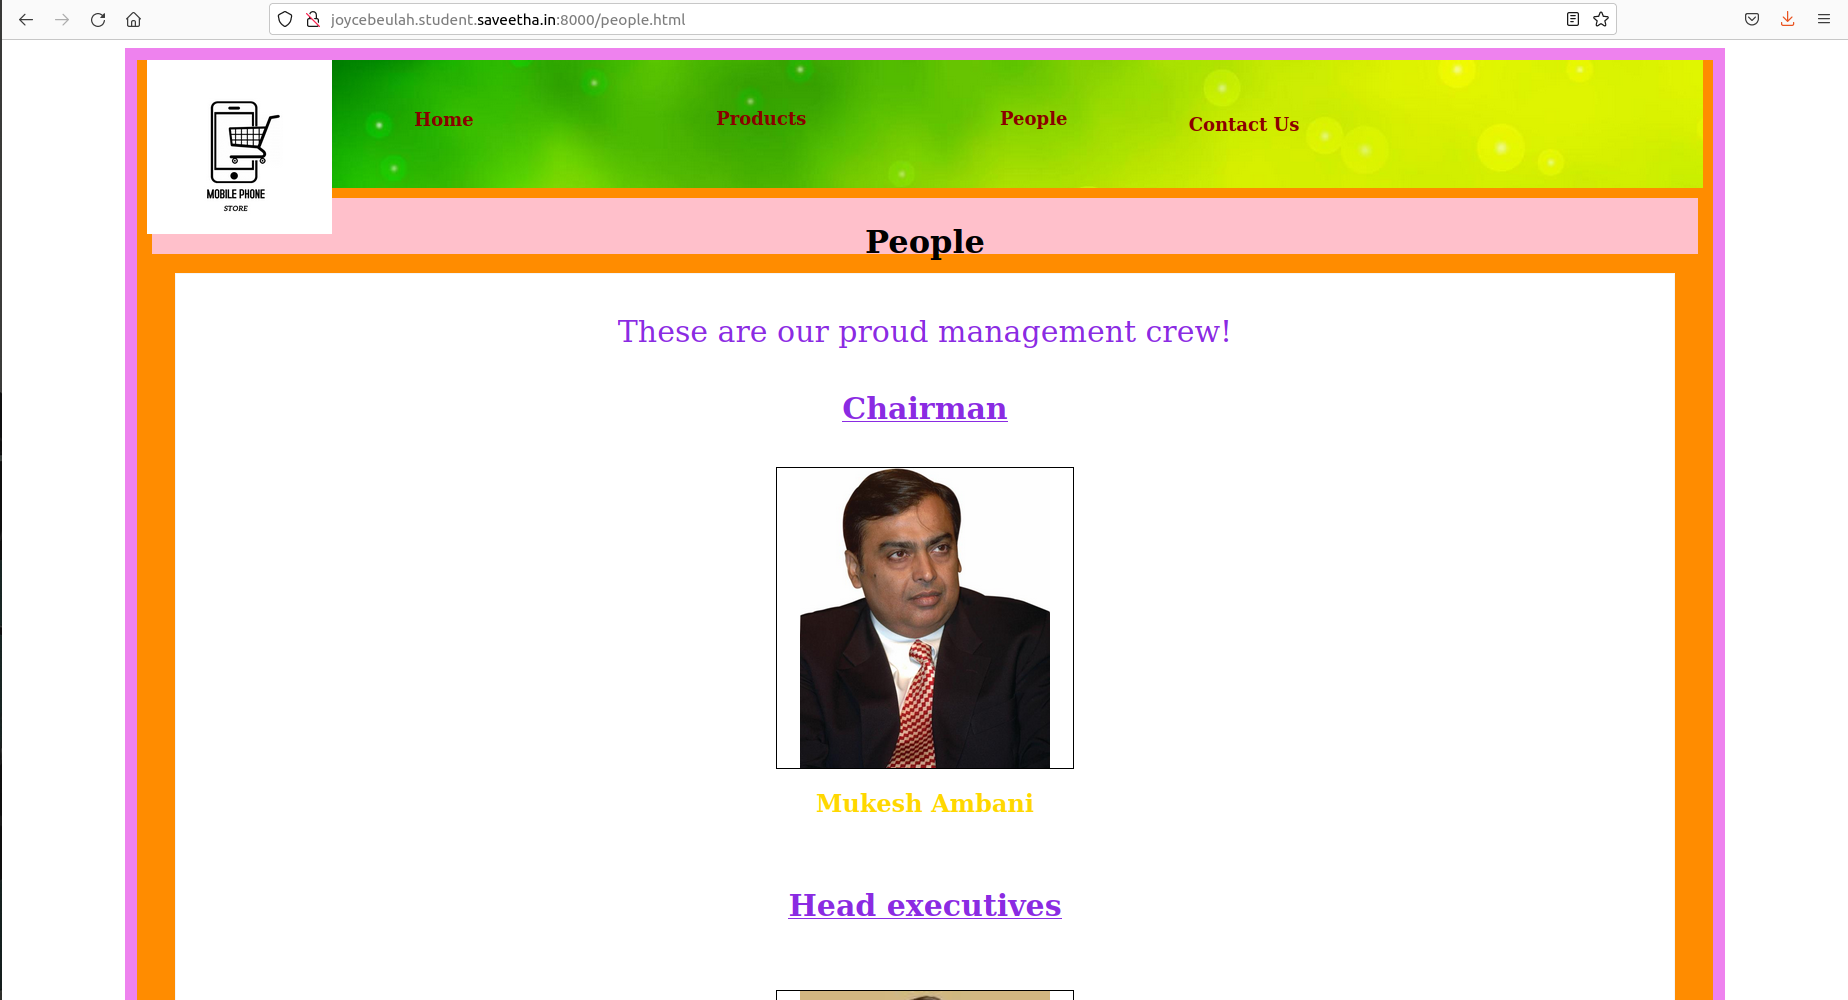 joycebeulah.student.saveetha.in:8000/people.html
MOBILE PHONE
STORE
Home
Products
People
Contact Us
People
These are our proud management crew!
Chairman
Mukesh Ambani
Head executives